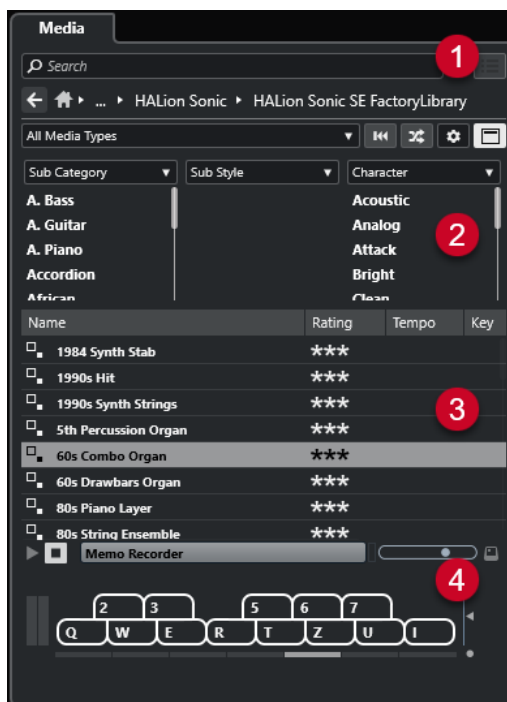 Media
1
Search
... HALion Sonic HALion Sonic SE FactoryLibrary
All Media Types
Sub Category Sub Style Character
A. Bass Acoustic
A. Guitar Analog
2
A. Piano Attack
Accordion Bright
African Clean
Name Rating Tempo Key
1984 Synth Stab ***
1990s Hit ***
1990s Synth Strings ***
3
5th Percussion Organ ***
60s Combo Organ ***
60s Drawbars Organ ***
80s Piano Layer ***
80s String Ensemble ***
Memo Recorder
4
2 3 5 6 7
Q W E R T Z U I